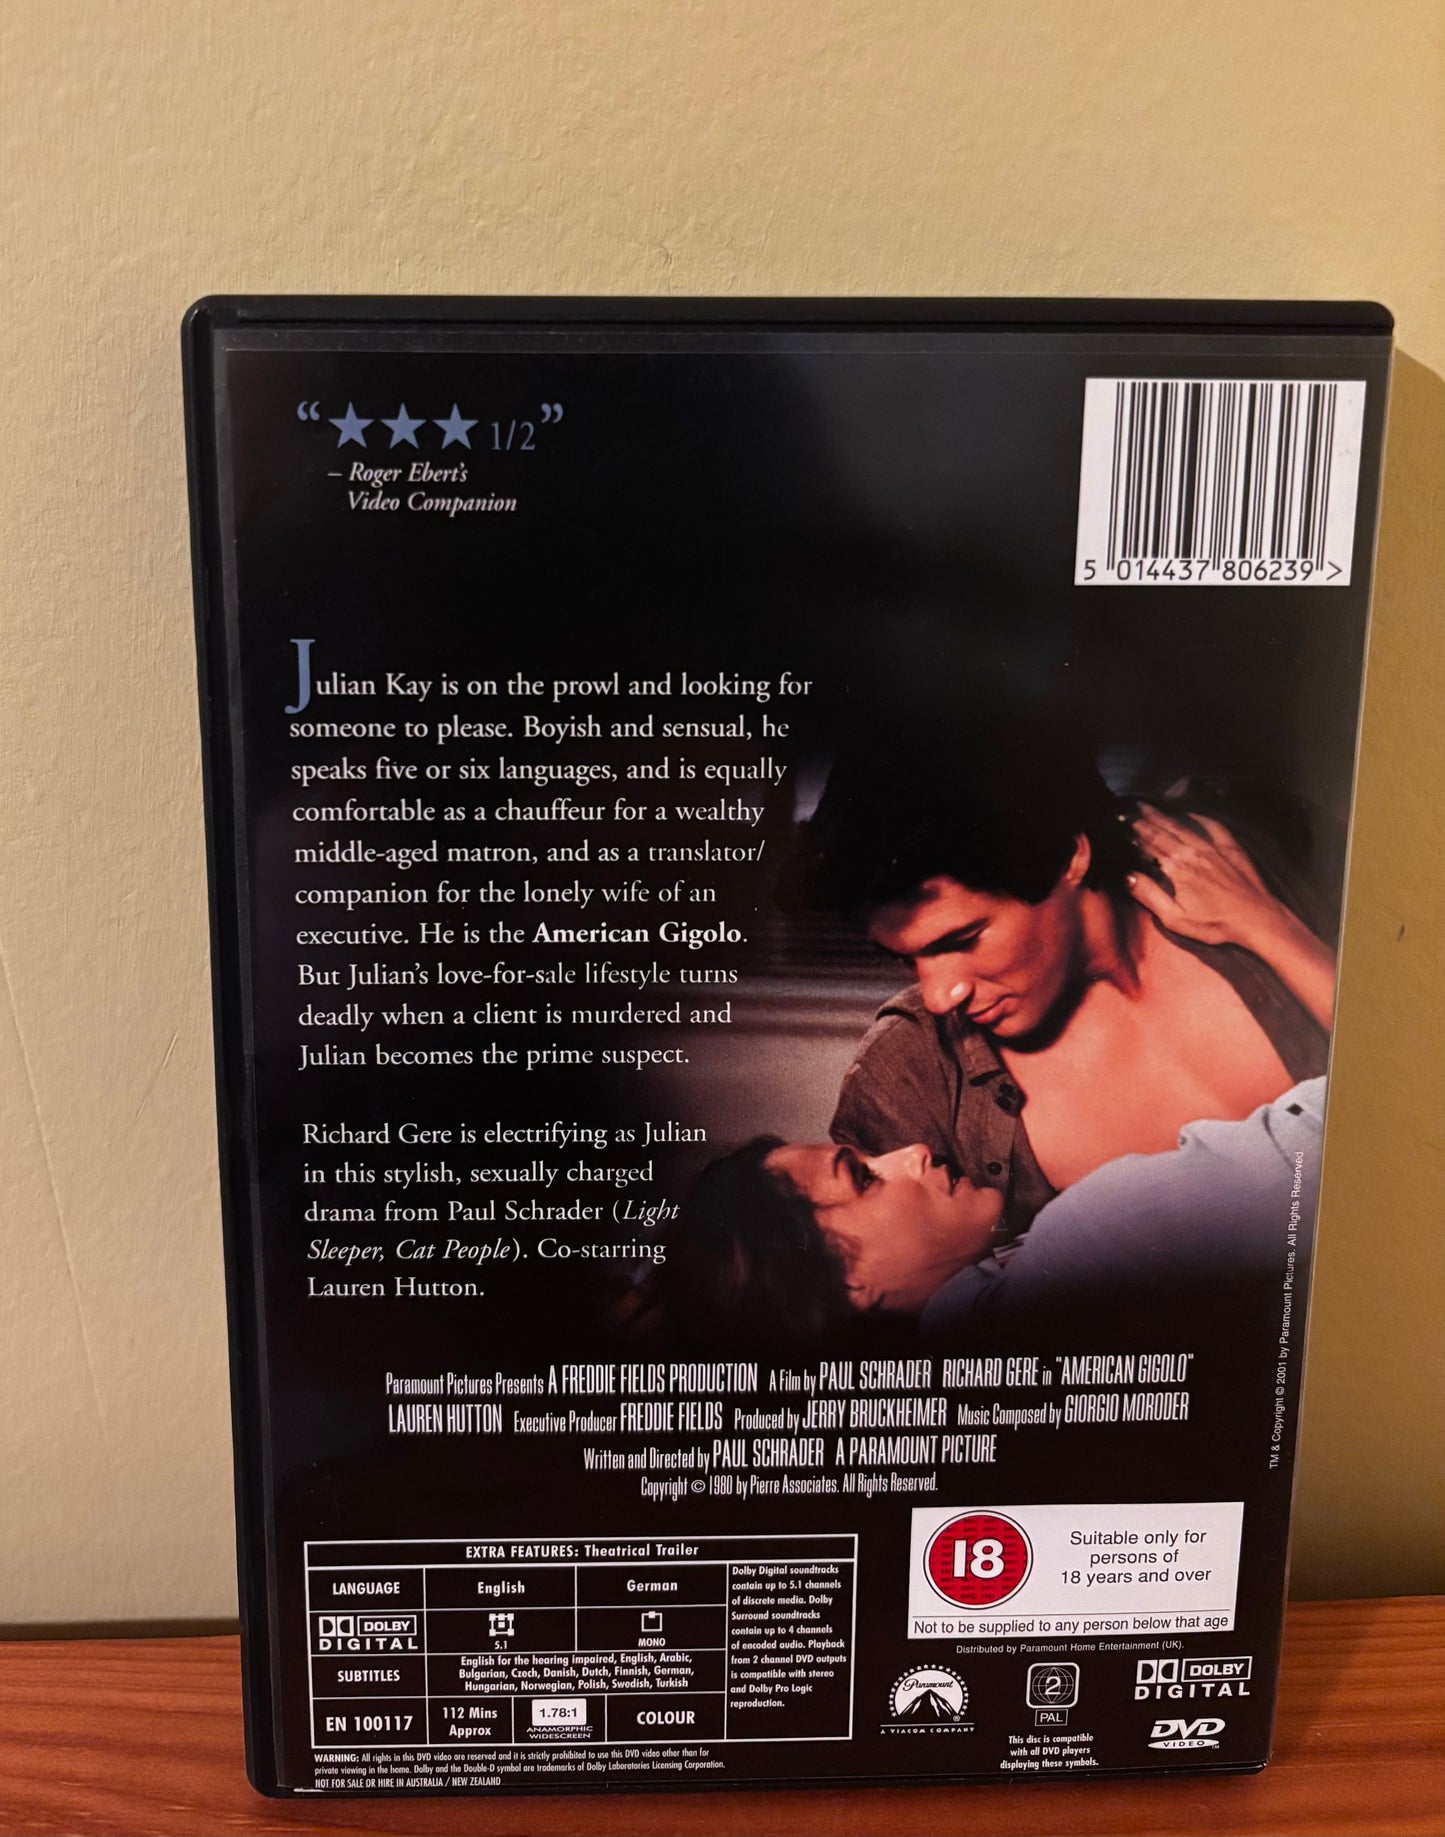 “★★★ 1/2”
– Roger Ebert's
Video Companion
5 014437 806239 >
Julian Kay is on the prowl and looking for
someone to please. Boyish and sensual, he
speaks five or six languages, and is equally
comfortable as a chauffeur for a wealthy
middle-aged matron, and as a translator/
companion for the lonely wife of an
executive. He is the American Gigolo.
But Julian's love-for-sale lifestyle turns
deadly when a client is murdered and
Julian becomes the prime suspect.
Richard Gere is electrifying as Julian
in this stylish, sexually charged
drama from Paul Schrader (Light
Sleeper, Cat People). Co-starring
Lauren Hutton.
TM & Copyright © 2001 by Paramount Pictures. All Rights Reserved.
Paramount Pictures Presents A FREDDIE FIELDS PRODUCTION A Film by PAUL SCHRADER RICHARD GERE in "AMERICAN GIGOLO"
LAUREN HUTTON Executive Producer FREDDIE FIELDS Produced by JERRY BRUCKHEIMER Music Composed by GIORGIO MORODER
Written and Directed by PAUL SCHRADER A PARAMOUNT PICTURE
Copyright © 1980 by Pierre Associates. All Rights Reserved.
EXTRA FEATURES: Theatrical Trailer
LANGUAGE English German
DOLBY
DIGITAL
5.1 MONO
SUBTITLES
English for the hearing impaired, English, Arabic,
Bulgarian, Czech, Danish, Dutch, Finnish, German,
Hungarian, Norwegian, Polish, Swedish, Turkish
EN 100117
112 Mins
Approx
1.78:1
ANAMORPHIC
WIDESCREEN
COLOUR
Dolby Digital soundtracks
contain up to 5.1 channels
of discrete media. Dolby
Surround soundtracks
contain up to 4 channels
of encoded audio. Playback
from 2 channel DVD outputs
is compatible with stereo
and Dolby Pro Logic
reproduction.
WARNING: All rights in this DVD video are reserved and it is strictly prohibited to use this DVD video other than for
private viewing in the home. Dolby and the Double-D symbol are trademarks of Dolby Laboratories Licensing Corporation.
NOT FOR SALE OR HIRE IN AUSTRALIA / NEW ZEALAND
18
Suitable only for
persons of
18 years and over
Not to be supplied to any person below that age
Distributed by Paramount Home Entertainment (UK).
Paramount
A VIACOM COMPANY
2
PAL
This disc is compatible
with all DVD players
displaying these symbols.
DOLBY
DIGITAL
DVD
VIDEO
TM